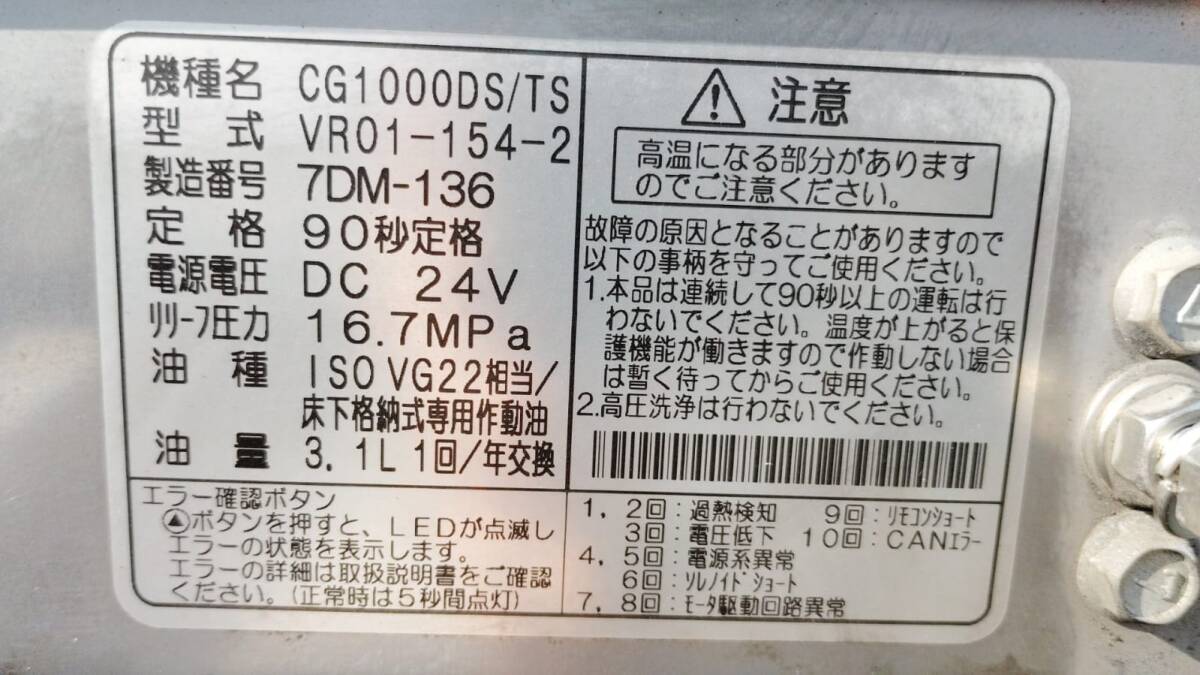 機種名 CG1000DS/TS
型式 VR01-154-2
製造番号 7DM-136
定格 90秒定格
電源電圧 DC 24V
リリーフ圧力 16.7MPa
油種 ISO VG22相当/
床下格納式専用作動油
油量 3.1L 1回/年交換
注意
高温になる部分があります
のでご注意ください。
故障の原因となることがありますので
以下の事柄を守ってご使用ください。
1.本品は連続して90秒以上の運転は行
わないでください。温度が上がると保
護機能が働きますので作動しない場合
は暫く待ってからご使用ください。
2.高圧洗浄は行わないでください。
エラー確認ボタン
▲ボタンを押すと、LEDが点滅し
エラーの状態を表示します。
エラーの詳細は取扱説明書をご確認
ください。(正常時は5秒間点灯)
1,2回:過熱検知 9回:リモコンショート
3回:電圧低下 10回:CANエラー
4,5回:電源系異常
6回:ソレノイドショート
7,8回:モータ駆動回路異常